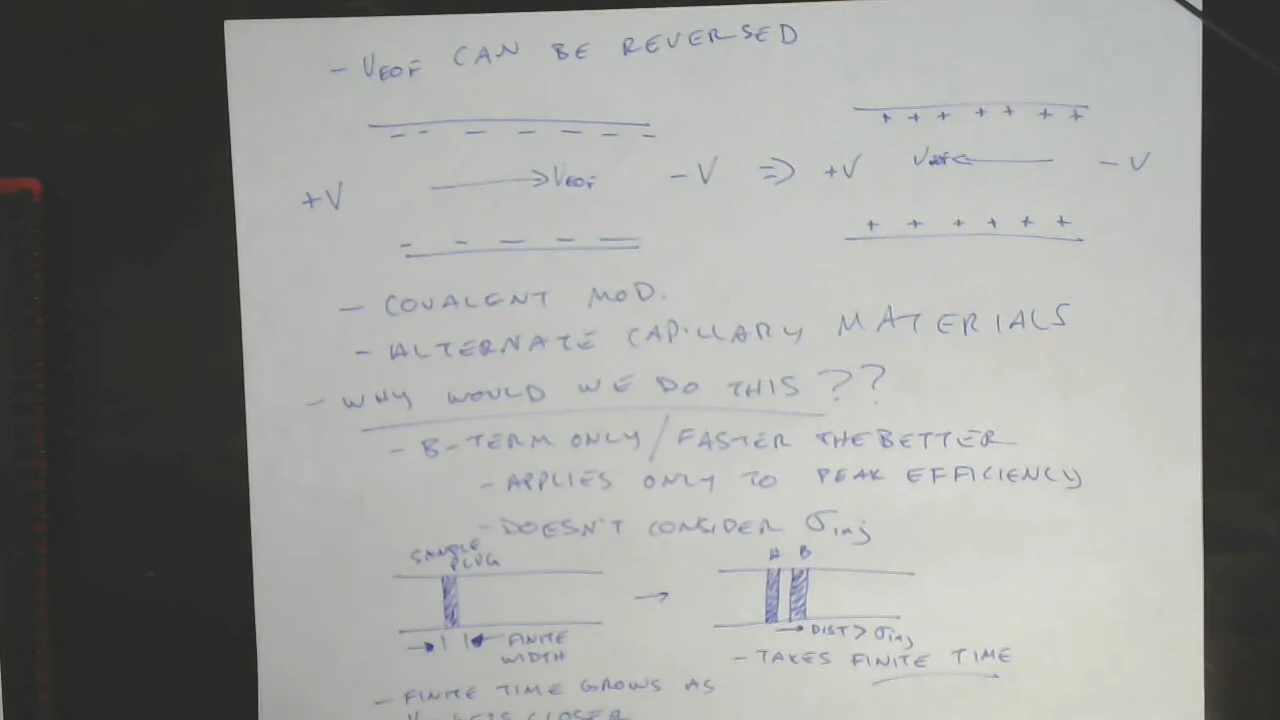 - VEOF CAN BE REVERSED
- - - - - - -
+ + + + + + +
+V → VEOF -V ⇒ +V VEOF ← -V
- - - - -
+ + + + + +
- COVALENT MOD.
- ALTERNATE CAPILLARY MATERIALS
- WHY WOULD WE DO THIS ??
- B-TERM ONLY / FASTER THE BETTER
- APPLIES ONLY TO PEAK EFFICIENCY
- DOESN'T CONSIDER σinj
SAMPLE PLUG
A B
→
FINITE WIDTH
→ DIST > σinj
- TAKES FINITE TIME
- FINITE TIME GROWS AS
GETS CLOSER